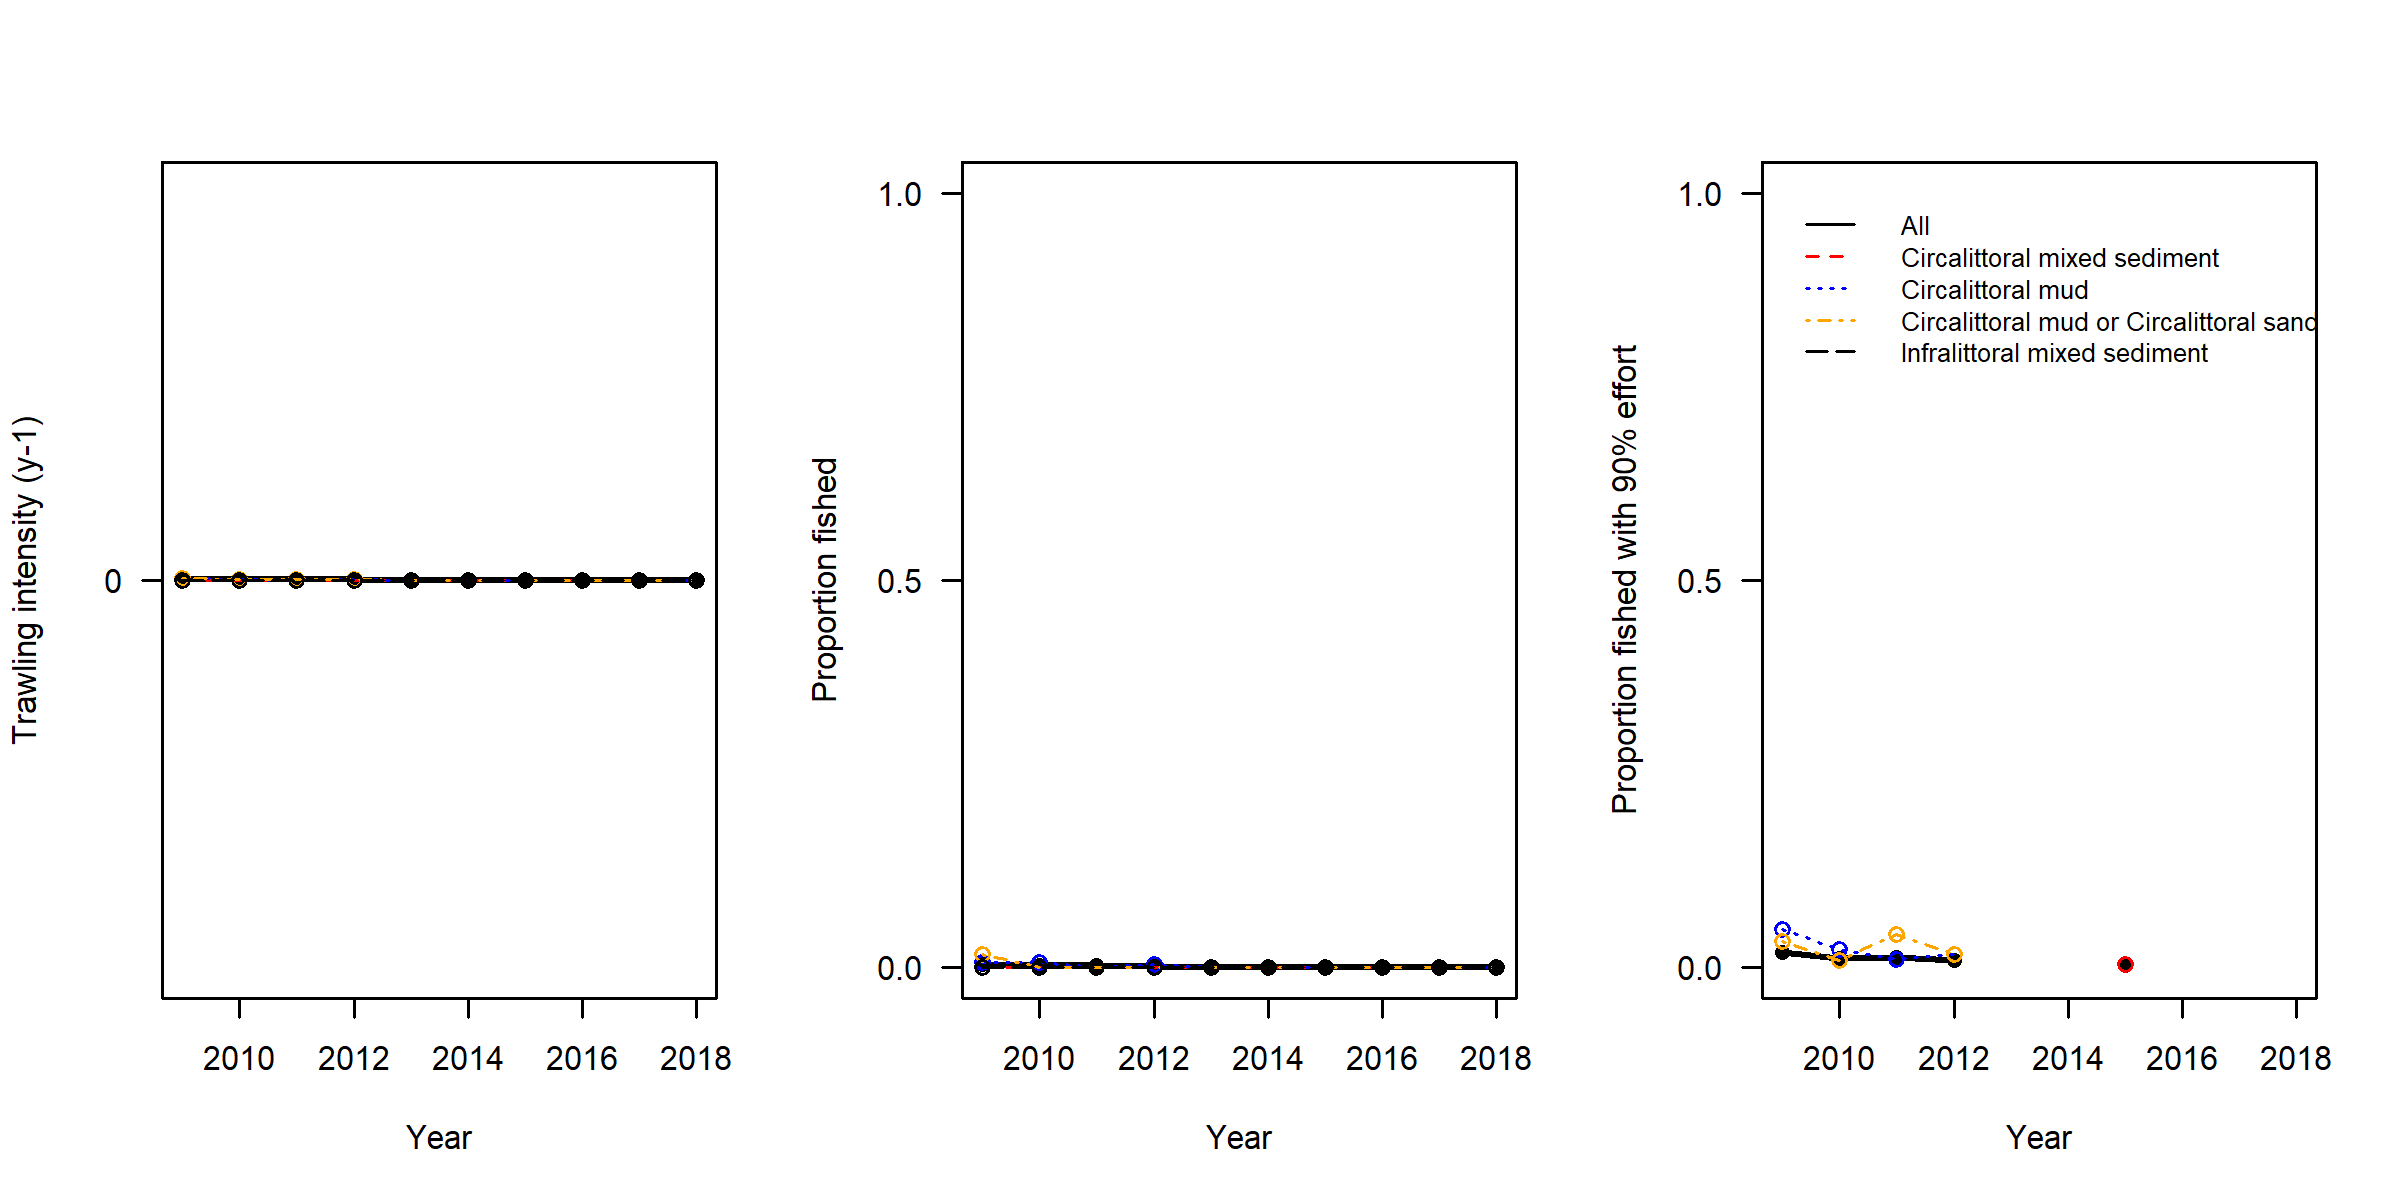 Trawling intensity (y-1)
0
2010 2012 2014 2016 2018
Year
Proportion fished
1.0
0.5
0.0
2010 2012 2014 2016 2018
Year
Proportion fished with 90% effort
1.0
0.5
0.0
All
Circalittoral mixed sediment
Circalittoral mud
Circalittoral mud or Circalittoral sand
Infralittoral mixed sediment
2010 2012 2014 2016 2018
Year